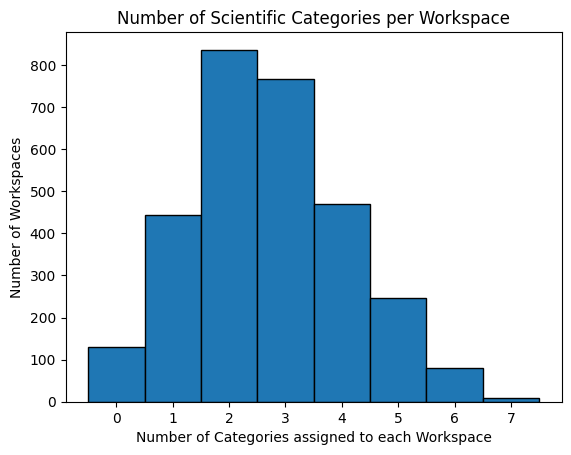 Number of Scientific Categories per Workspace
800
700
600
500
400
300
200
100
0
Number of Workspaces
0 1 2 3 4 5 6 7
Number of Categories assigned to each Workspace